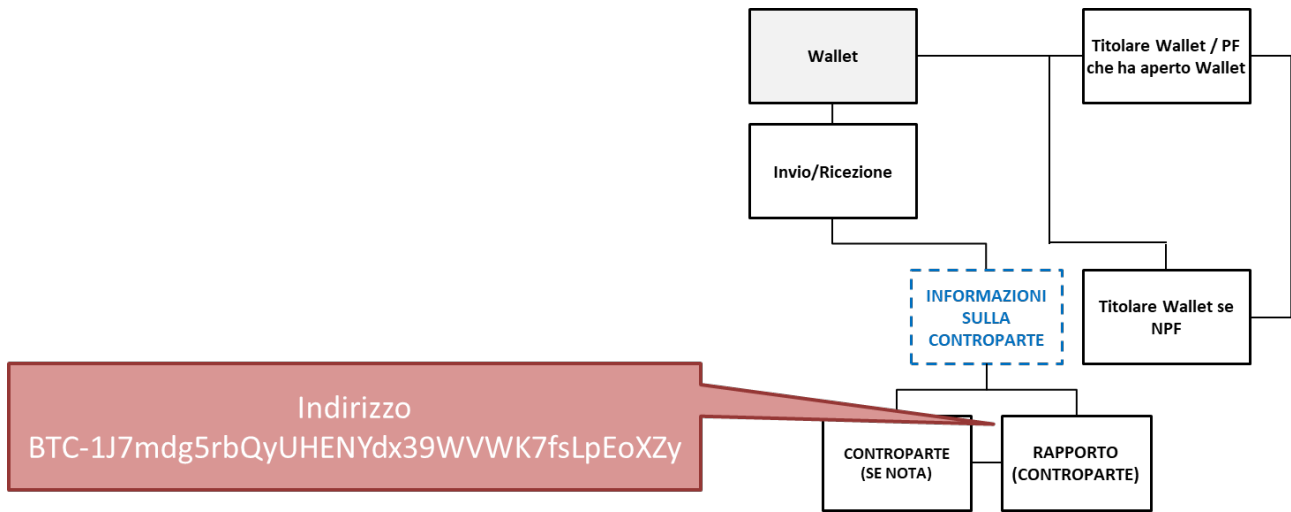 Wallet
Titolare Wallet / PF
che ha aperto Wallet
Invio/Ricezione
INFORMAZIONI
SULLA
CONTROPARTE
Titolare Wallet se
NPF
Indirizzo
BTC-1J7mdg5rbQyUHENYdx39WVWK7fsLpEoXZy
CONTROPARTE
(SE NOTA)
RAPPORTO
(CONTROPARTE)